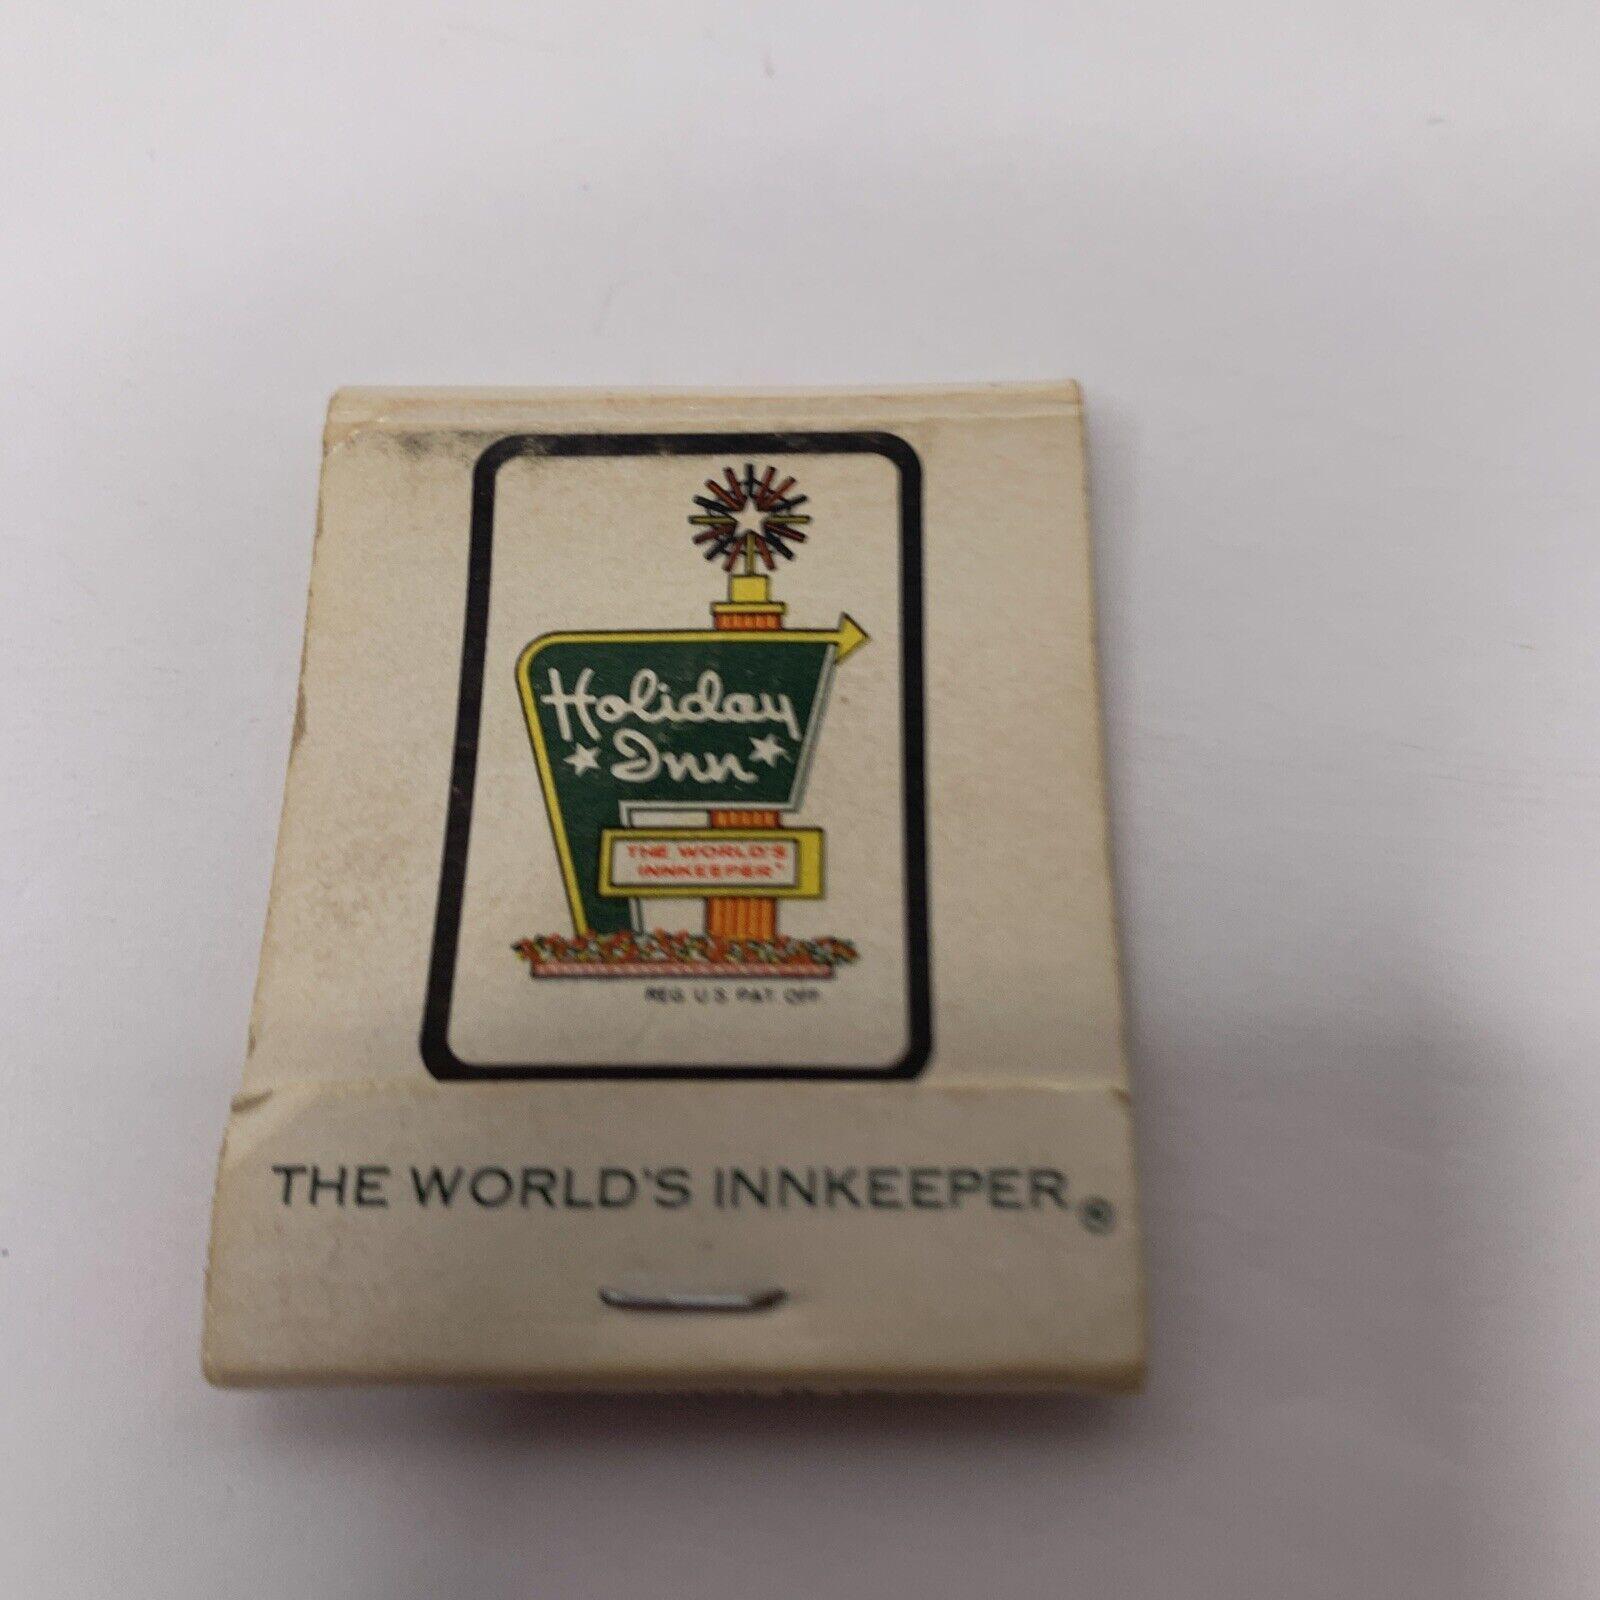 Holiday
Inn
THE WORLD'S
INNKEEPER
REG. U.S. PAT. OFF.
THE WORLD'S INNKEEPER®